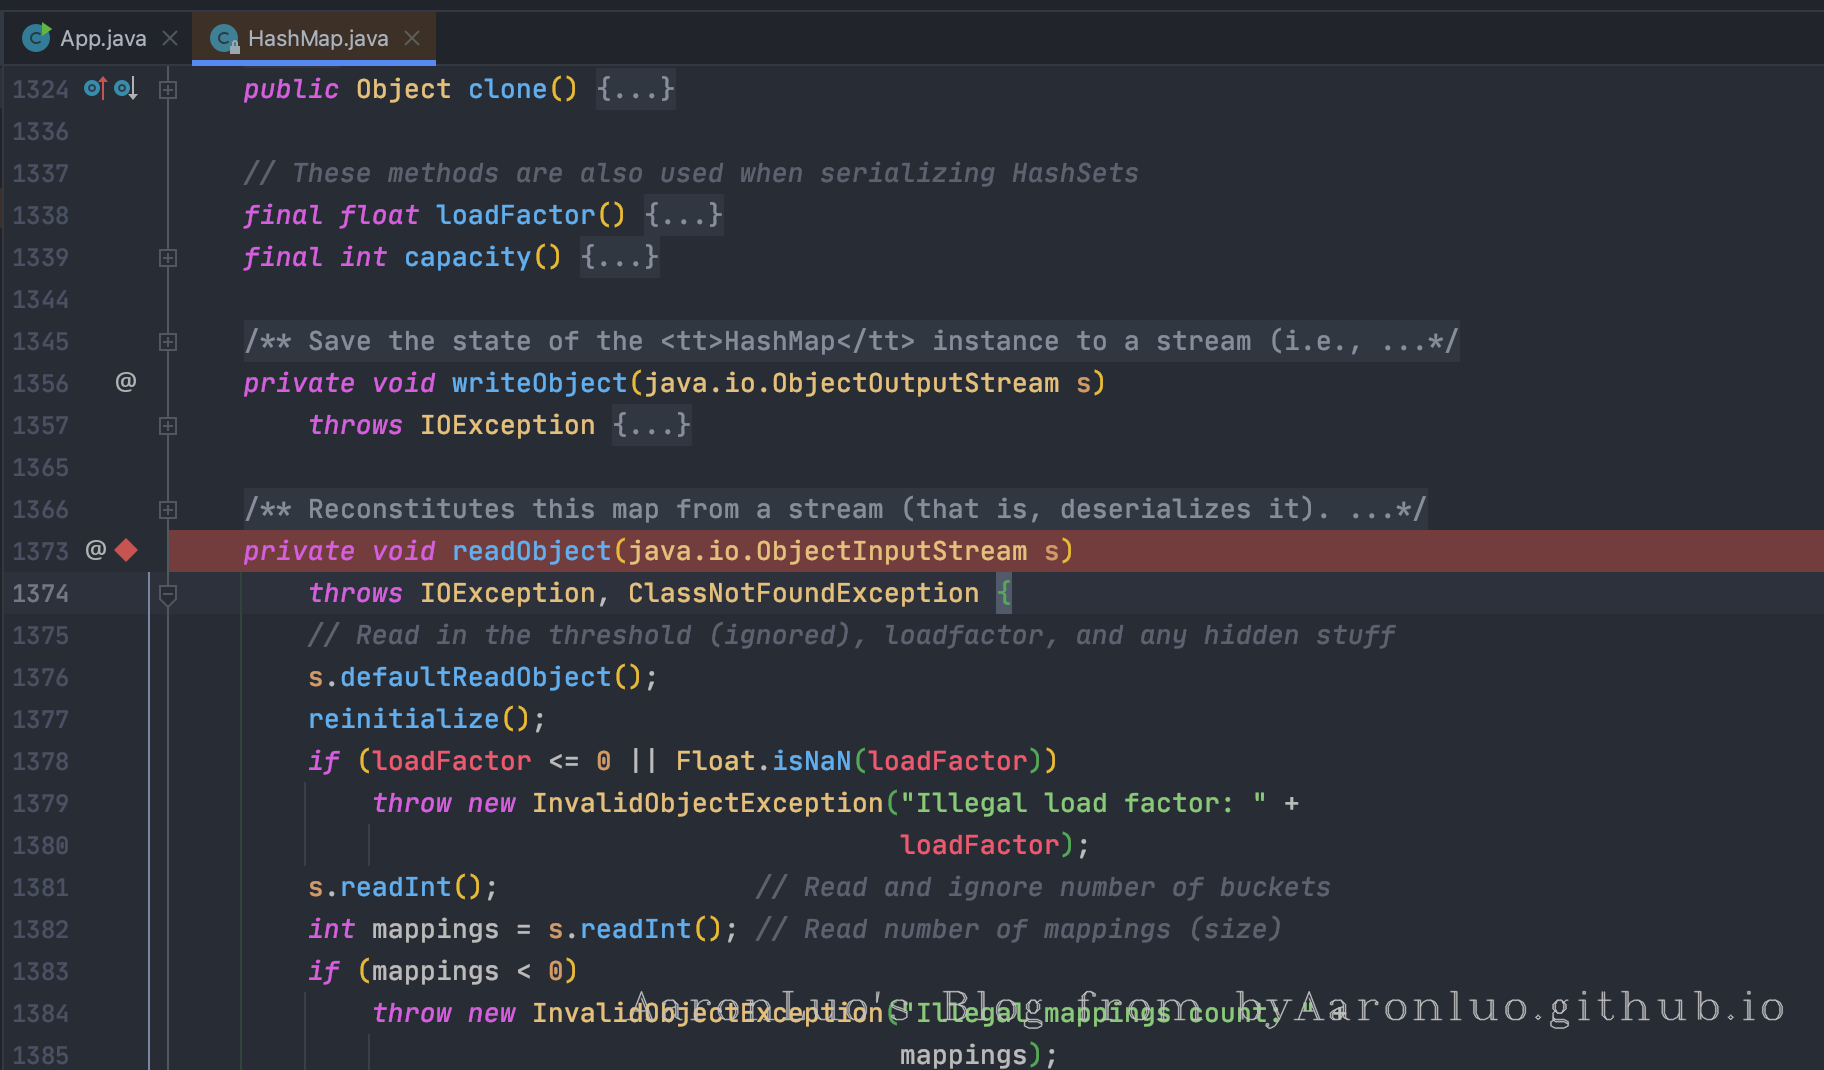 App.java HashMap.java
1324 public Object clone() {...}
1336
1337 // These methods are also used when serializing HashSets
1338 final float loadFactor() {...}
1339 final int capacity() {...}
1344
1345 /** Save the state of the <tt>HashMap</tt> instance to a stream (i.e., ...*/
1356 @ private void writeObject(java.io.ObjectOutputStream s)
1357 throws IOException {...}
1365
1366 /** Reconstitutes this map from a stream (that is, deserializes it). ...*/
1373 @ private void readObject(java.io.ObjectInputStream s)
1374 throws IOException, ClassNotFoundException {
1375 // Read in the threshold (ignored), loadfactor, and any hidden stuff
1376 s.defaultReadObject();
1377 reinitialize();
1378 if (loadFactor <= 0 || Float.isNaN(loadFactor))
1379 throw new InvalidObjectException("Illegal load factor: " +
1380 loadFactor);
1381 s.readInt(); // Read and ignore number of buckets
1382 int mappings = s.readInt(); // Read number of mappings (size)
1383 if (mappings < 0)
1384 throw new InvalidObjectException("Illegal mappings count: " +
AaronLuo's Blog from byAaronluo.github.io
1385 mappings);